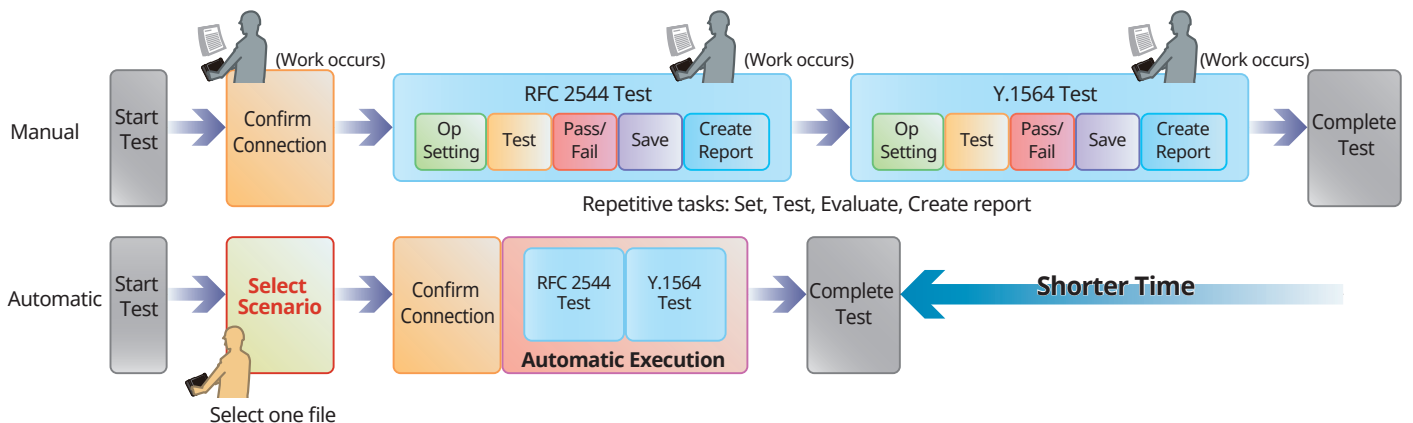 (Work occurs)
(Work occurs)
(Work occurs)
Manual
Start
Test
Confirm
Connection
RFC 2544 Test
Op
Setting
Test
Pass/
Fail
Save
Create
Report
Y.1564 Test
Op
Setting
Test
Pass/
Fail
Save
Create
Report
Complete
Test
Repetitive tasks: Set, Test, Evaluate, Create report
Automatic
Start
Test
Select
Scenario
Select one file
Confirm
Connection
RFC 2544
Test
Y.1564
Test
Automatic Execution
Complete
Test
Shorter Time